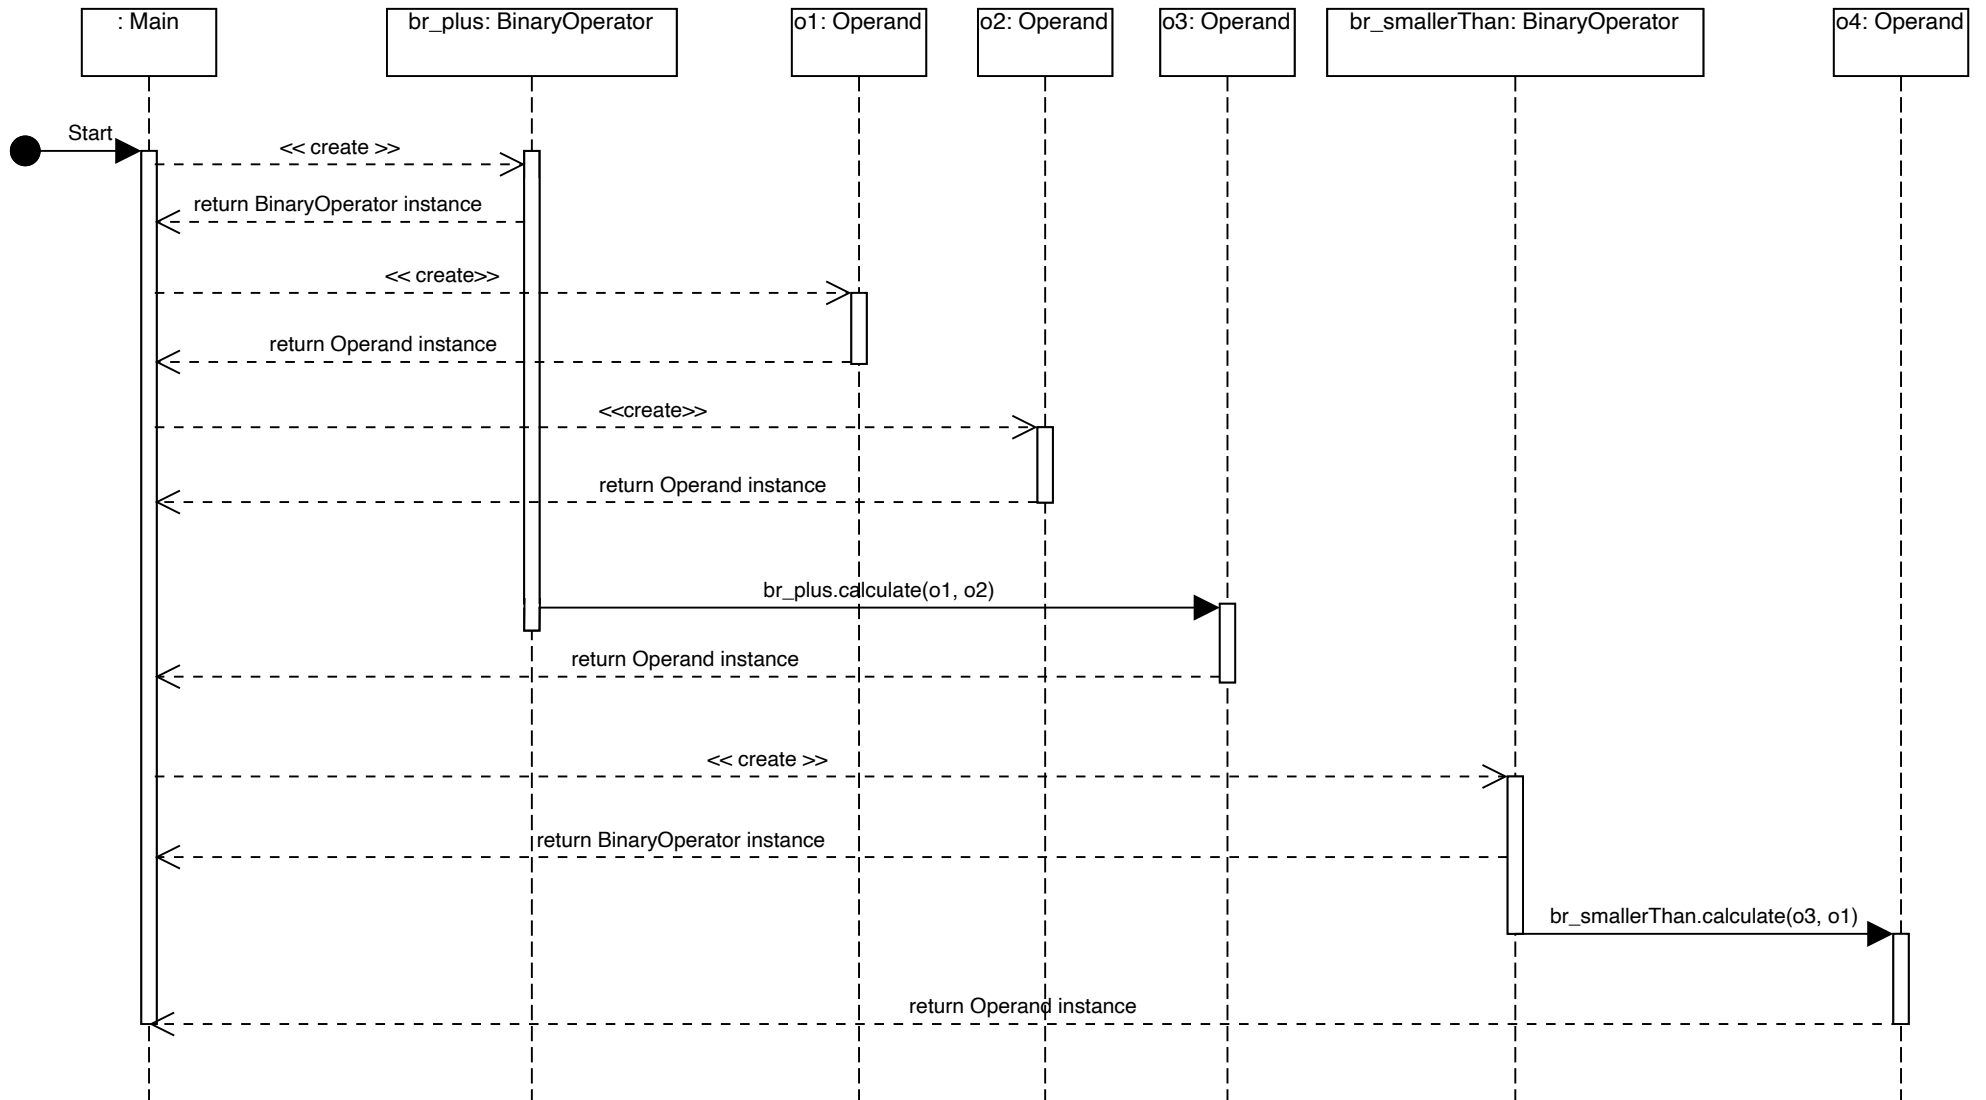 : Main
br_plus: BinaryOperator
o1: Operand
o2: Operand
o3: Operand
br_smallerThan: BinaryOperator
o4: Operand
Start
<< create >>
return BinaryOperator instance
<< create>>
return Operand instance
<<create>>
return Operand instance
br_plus.calculate(o1, o2)
return Operand instance
<< create >>
return BinaryOperator instance
br_smallerThan.calculate(o3, o1)
return Operand instance